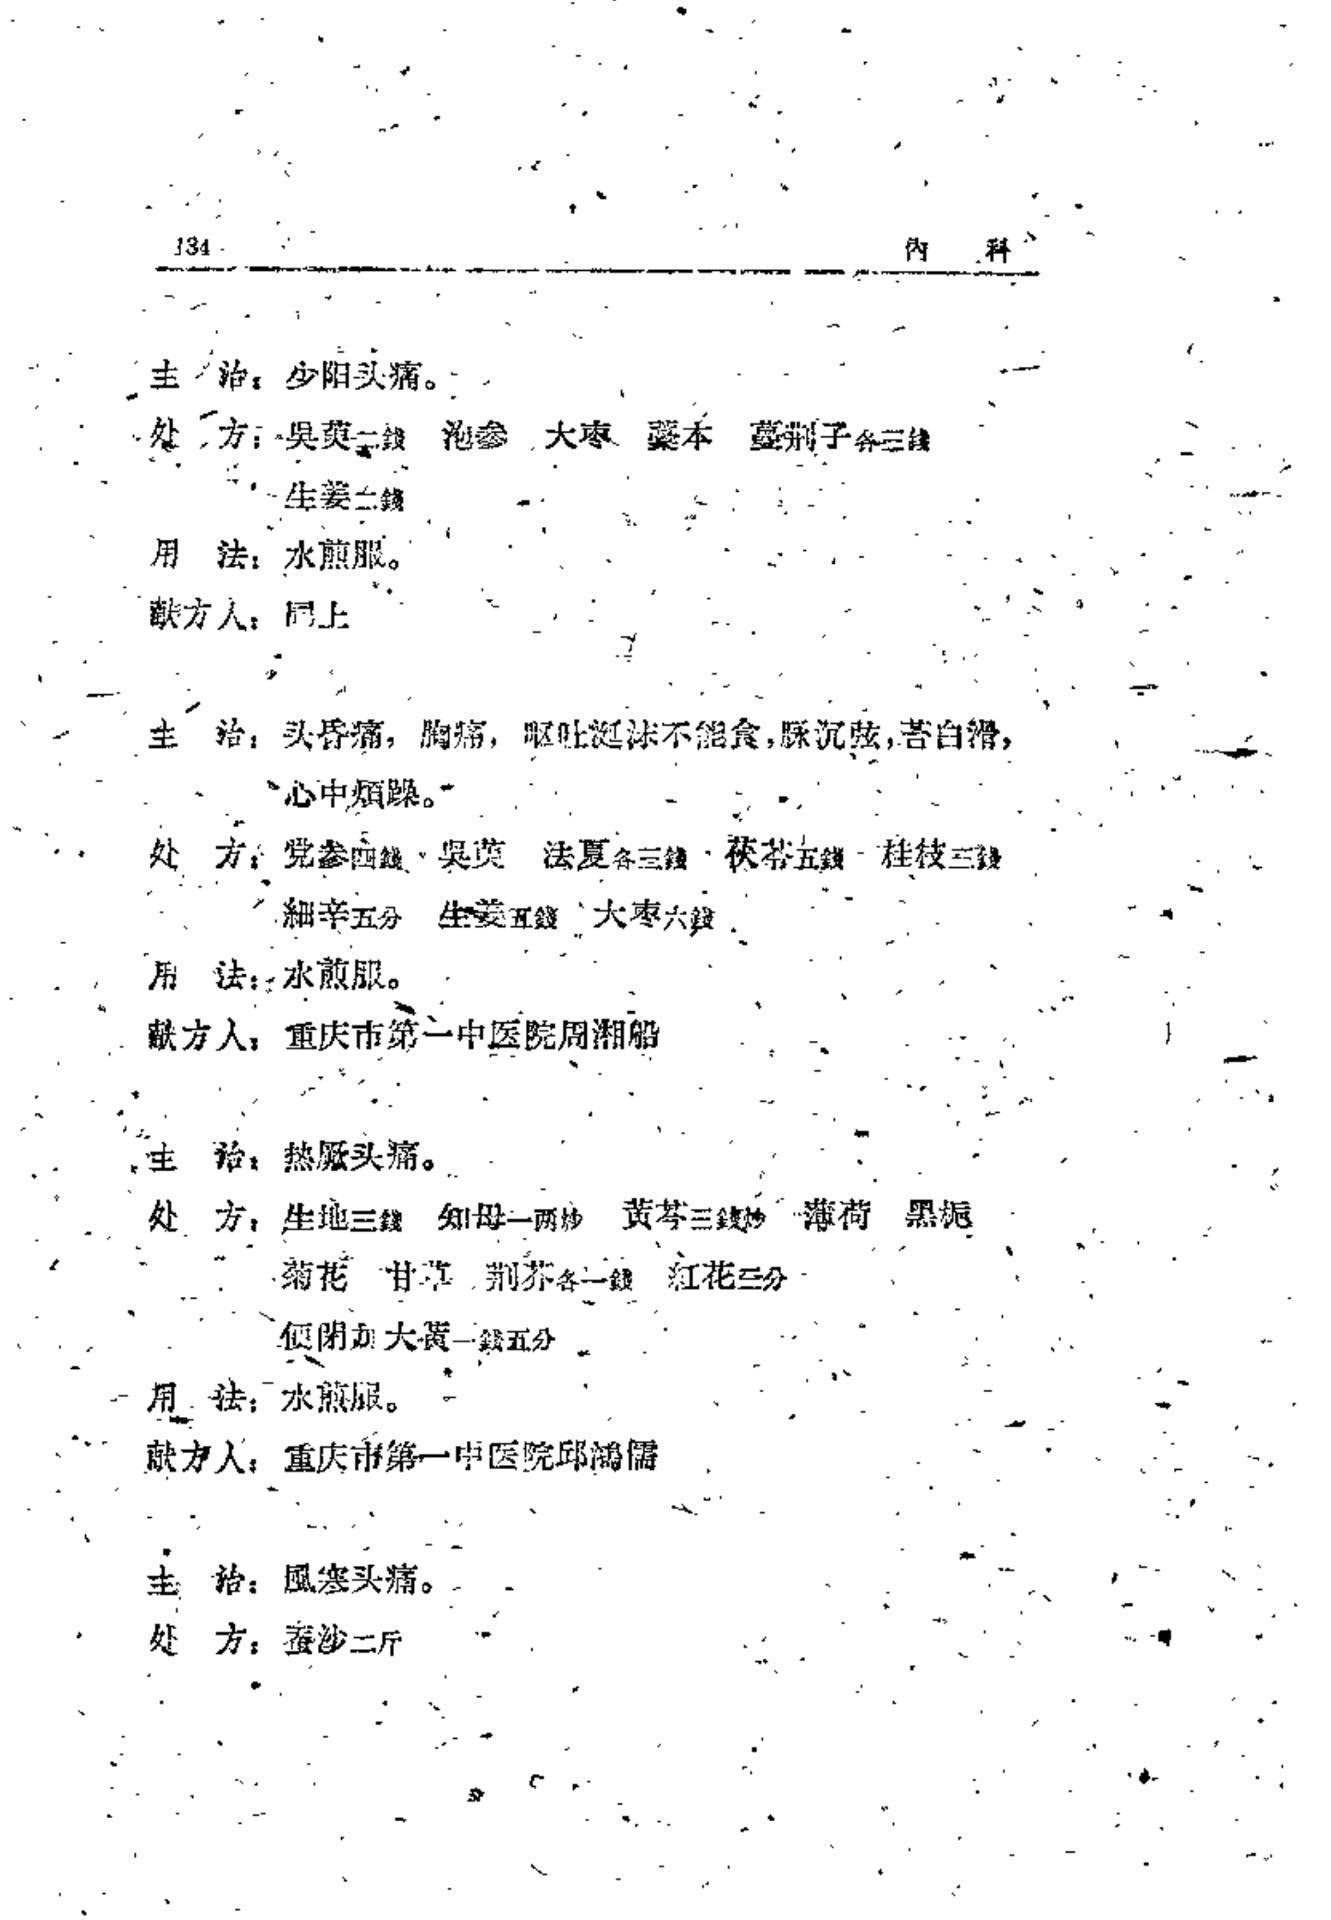 134 內 科
主 治：少阳头痛。
处 方：吳萸二錢 泡参 大枣 藁本 蔓荆子各三錢
生姜二錢
用 法：水煎服。
献方人：同上
主 治：头昏痛，胸痛，呕吐涎沫不能食，脉沉弦，苔白滑，
心中煩躁。
处 方：党参四錢 吳萸 法夏各三錢 茯苓五錢 桂枝三錢
細辛五分 生姜五錢 大枣六錢
用 法：水煎服。
献方人：重庆市第一中医院周湘船
主 治：热厥头痛。
处 方：生地三錢 知母一两炒 黄芩三錢炒 薄荷 黑栀
菊花 甘草 荆芥各一錢 紅花三分
便閉加大黃一錢五分
用 法：水煎服。
献方人：重庆市第一中医院邱鴻儒
主 治：風寒头痛。
处 方：蚕沙二斤